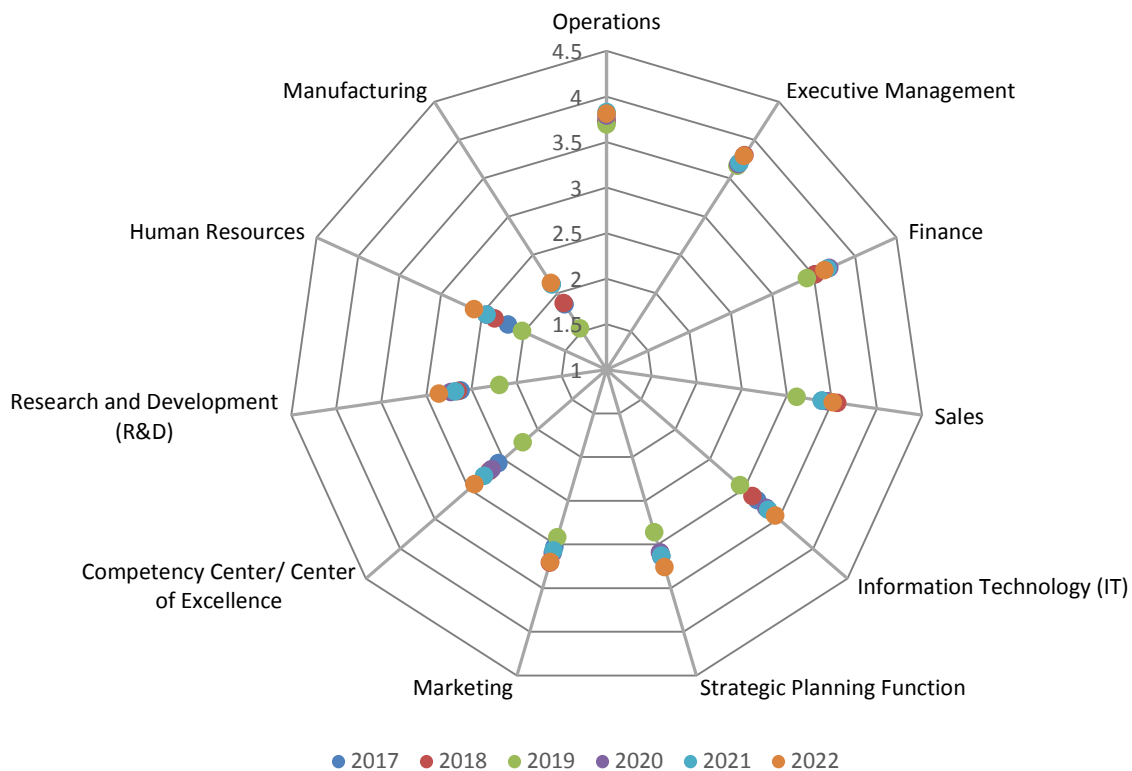 Operations
4.5
Manufacturing
Executive Management
4
3.5
3
Human Resources
Finance
2.5
2
1.5
1
Research and Development
(R&D)
Sales
Competency Center/ Center
of Excellence
Information Technology (IT)
Marketing
Strategic Planning Function
2017 2018 2019 2020 2021 2022